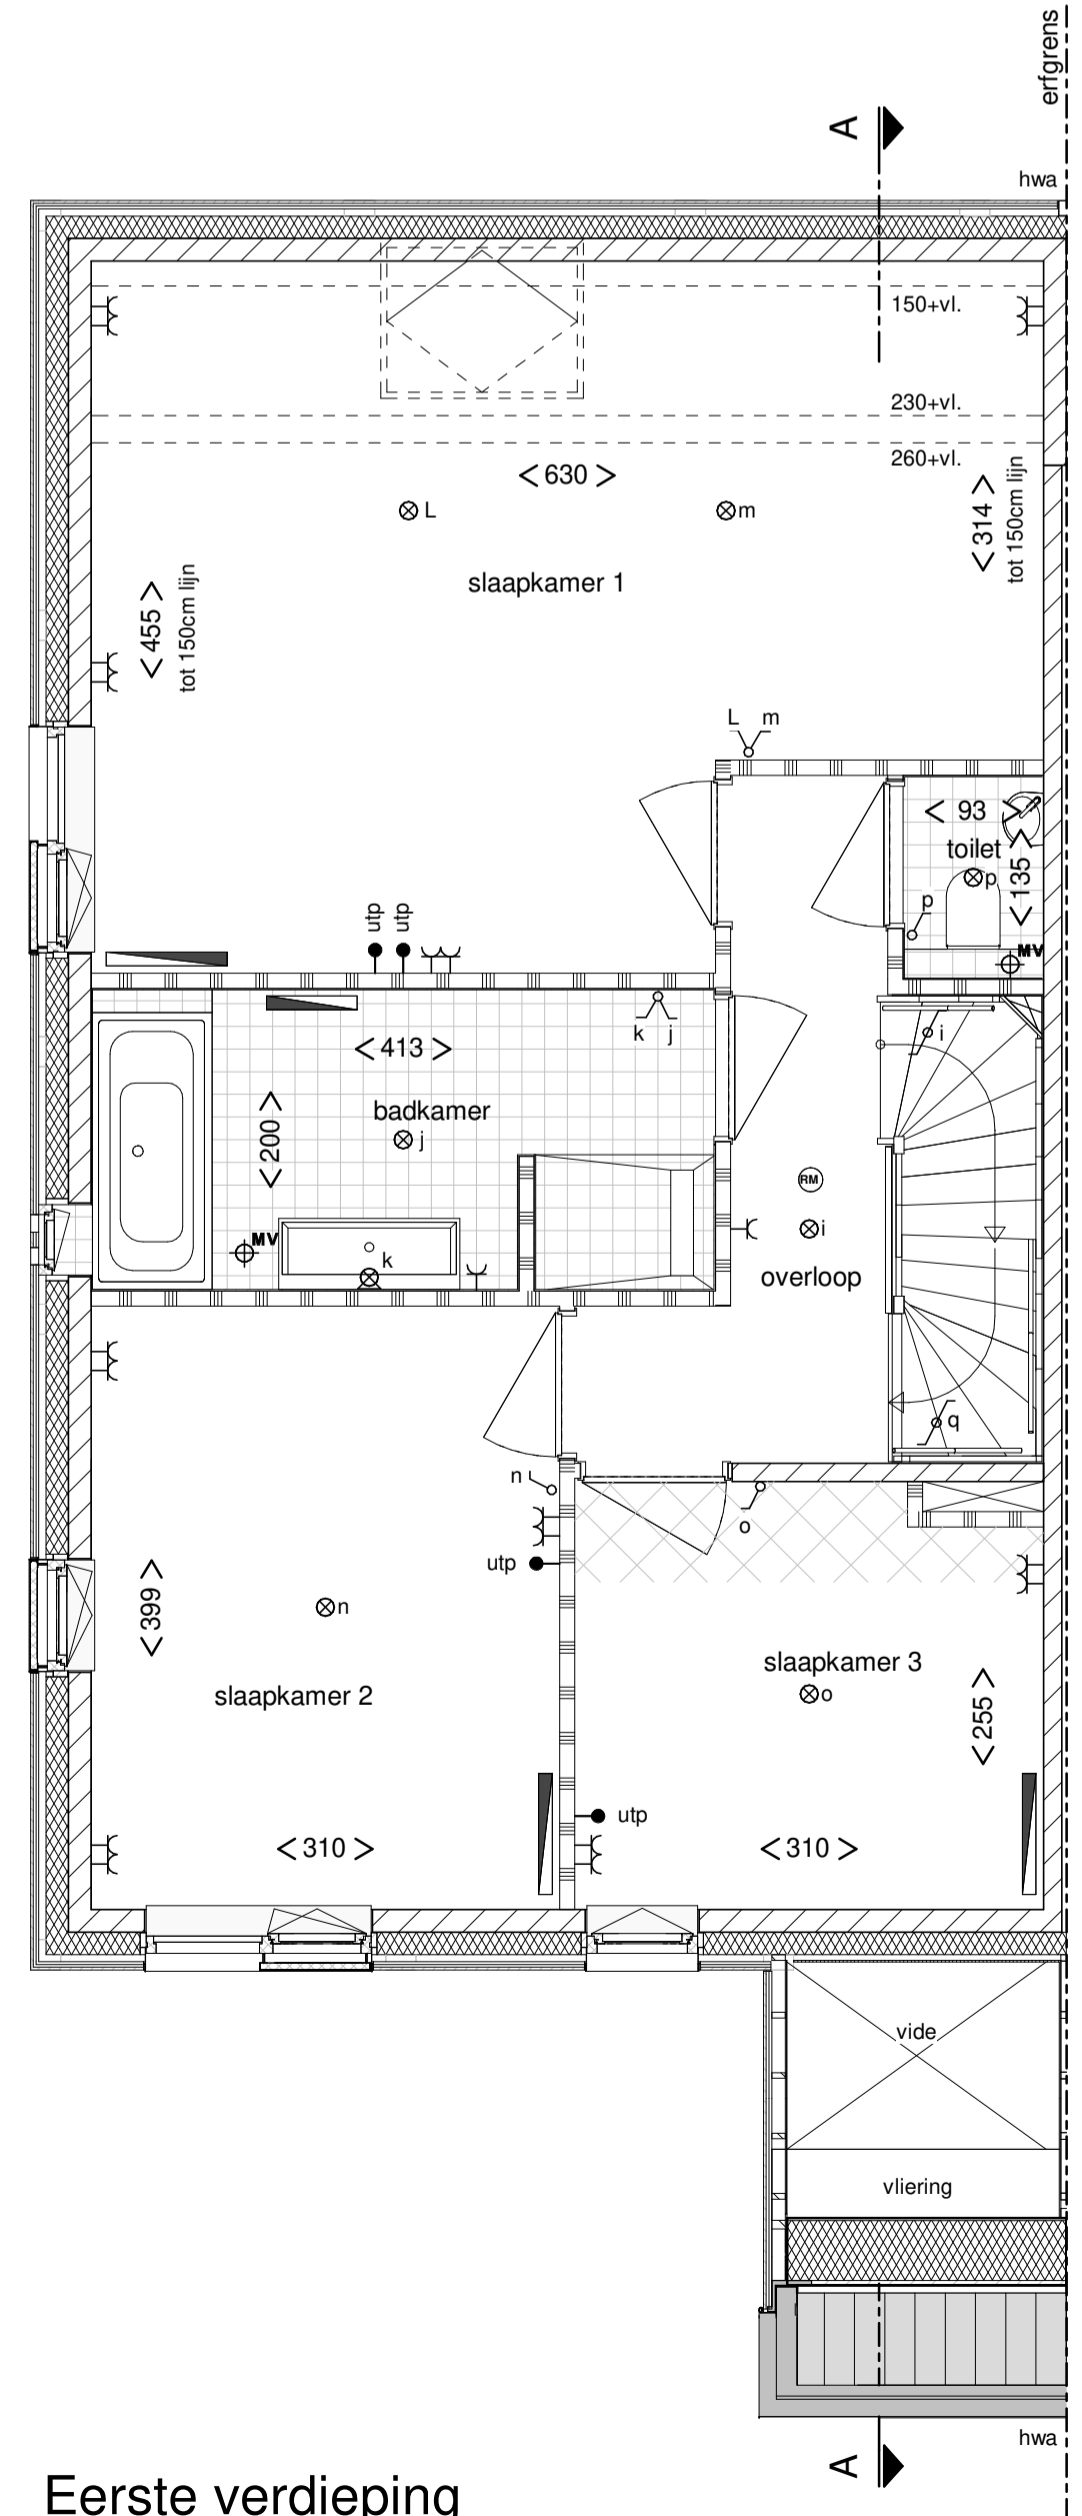 erfgrens
A
hwa
150+vl.
230+vl.
260+vl.
< 630 >
L
m
< 314 >
tot 150cm lijn
slaapkamer 1
< 455 >
tot 150cm lijn
L m
< 93 >
toilet
p
< 135 >
p
MV
utp
utp
k j
i
< 413 >
badkamer
j
< 200 >
MV
k
RM
i
overloop
q
n
o
utp
< 399 >
n
slaapkamer 3
o
slaapkamer 2
< 255 >
utp
< 310 >
< 310 >
vide
vliering
hwa
A
Eerste verdieping